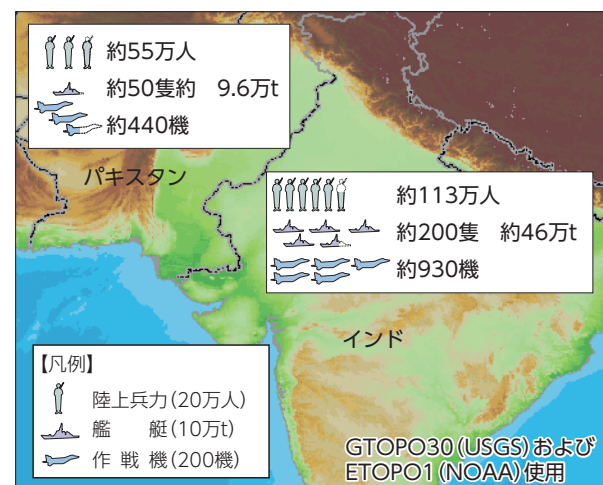 約55万人
約50隻約　9.6万t
約440機
パキスタン
約113万人
約200隻　約46万t
約930機
インド
【凡例】
陸上兵力(20万人)
艦　　艇(10万t)
作 戦 機(200機)
GTOPO30(USGS)および
ETOPO1(NOAA)使用